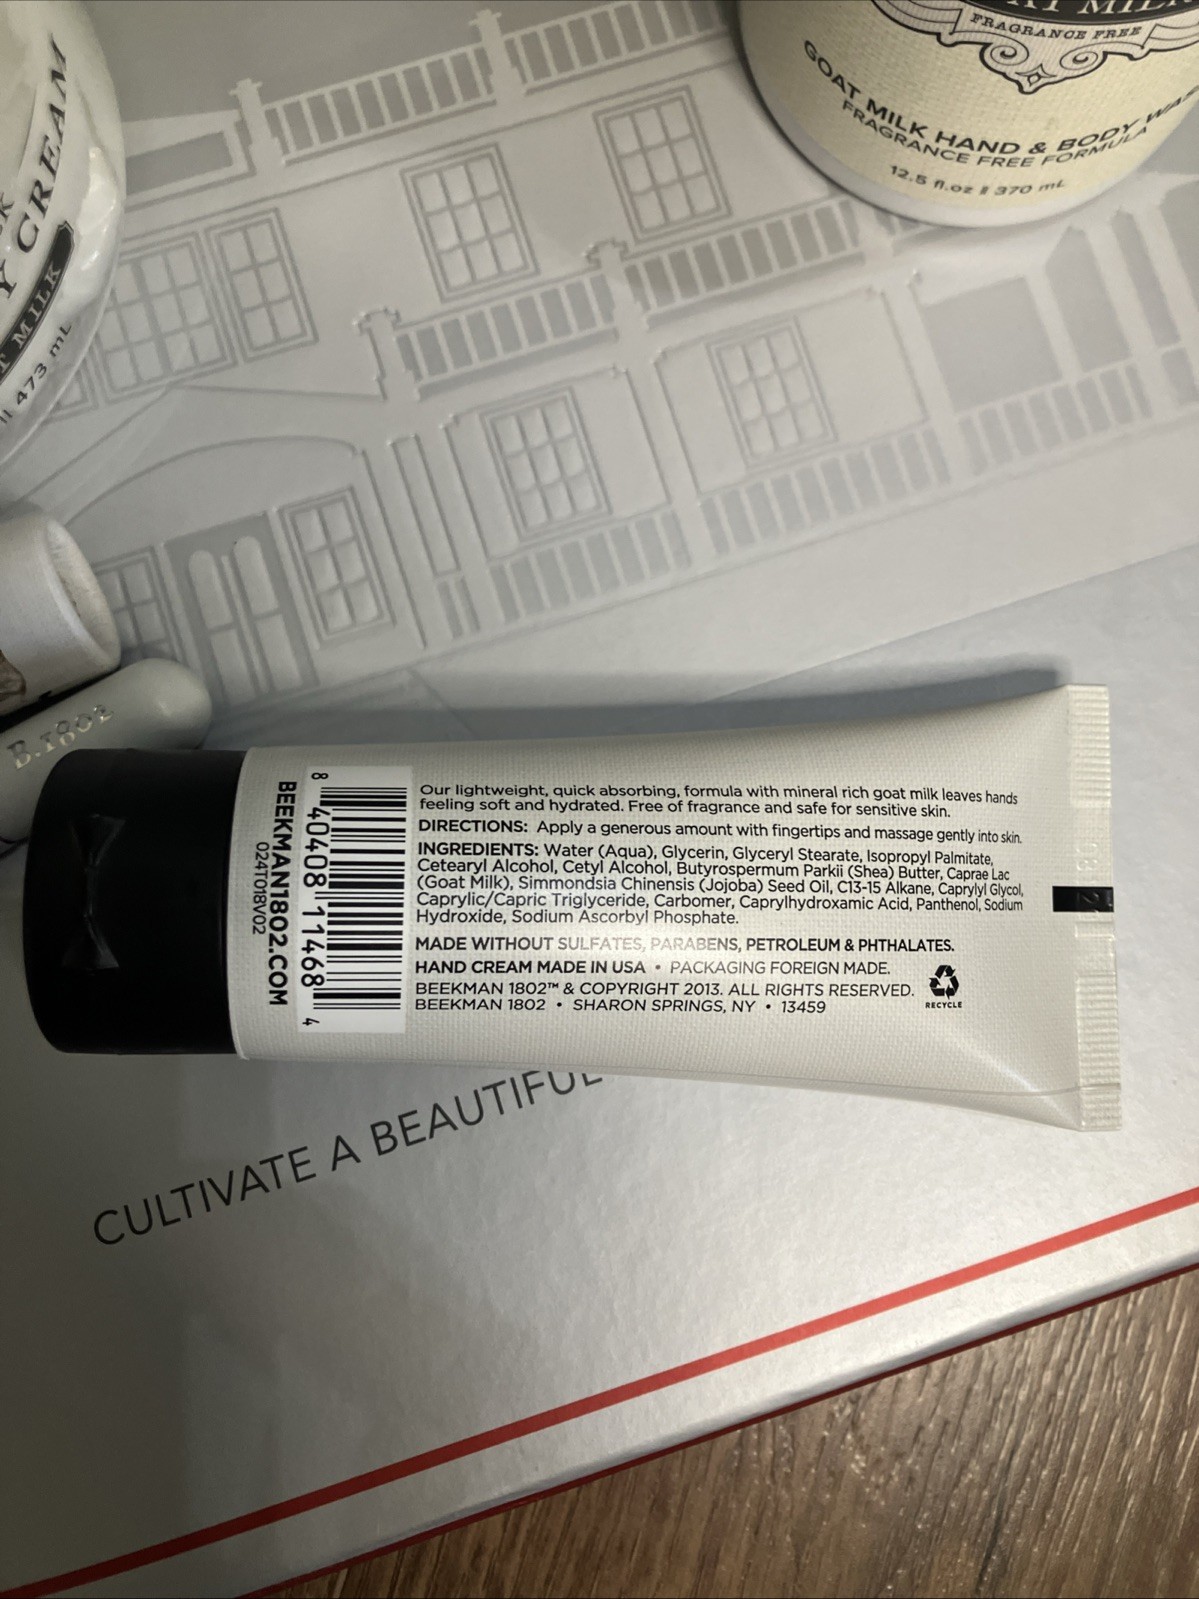 Y CREAM
T MILK
473 mL
FRAGRANCE FREE
GOAT MILK HAND & BODY
FRAGRANCE FREE FORMULA
12.5 fl.oz || 370 mL
B.1802
BEEKMAN1802.COM
024T018V02
8 40408 11468 4
Our lightweight, quick absorbing, formula with mineral rich goat milk leaves hands
feeling soft and hydrated. Free of fragrance and safe for sensitive skin.
DIRECTIONS: Apply a generous amount with fingertips and massage gently into skin.
INGREDIENTS: Water (Aqua), Glycerin, Glyceryl Stearate, Isopropyl Palmitate,
Cetearyl Alcohol, Cetyl Alcohol, Butyrospermum Parkii (Shea) Butter, Caprae Lac
(Goat Milk), Simmondsia Chinensis (Jojoba) Seed Oil, C13-15 Alkane, Caprylyl Glycol,
Caprylic/Capric Triglyceride, Carbomer, Caprylhydroxamic Acid, Panthenol, Sodium
Hydroxide, Sodium Ascorbyl Phosphate.
MADE WITHOUT SULFATES, PARABENS, PETROLEUM & PHTHALATES.
HAND CREAM MADE IN USA • PACKAGING FOREIGN MADE.
BEEKMAN 1802™ & COPYRIGHT 2013. ALL RIGHTS RESERVED.
BEEKMAN 1802 • SHARON SPRINGS, NY • 13459
RECYCLE
CULTIVATE A BEAUTIFUL